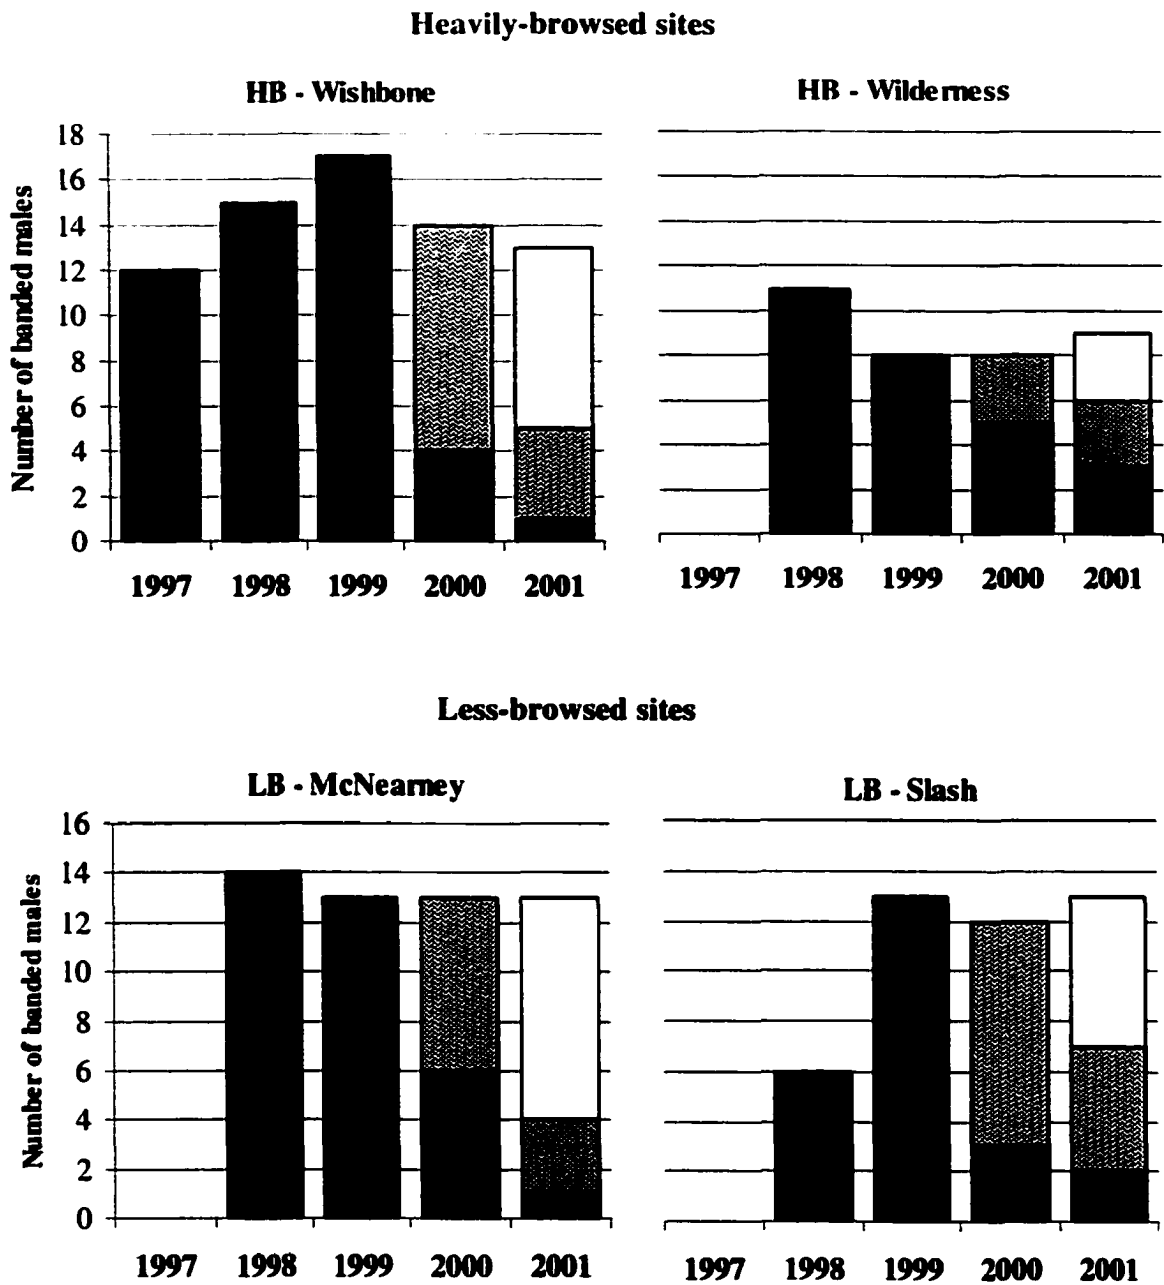 Heavily-browsed sites
HB - Wishbone
HB - Wilderness
Number of banded males
18
16
14
12
10
8
6
4
2
0
1997 1998 1999 2000 2001
1997 1998 1999 2000 2001
Less-browsed sites
LB - McNearney
LB - Slash
Number of banded males
16
14
12
10
8
6
4
2
0
1997 1998 1999 2000 2001
1997 1998 1999 2000 2001